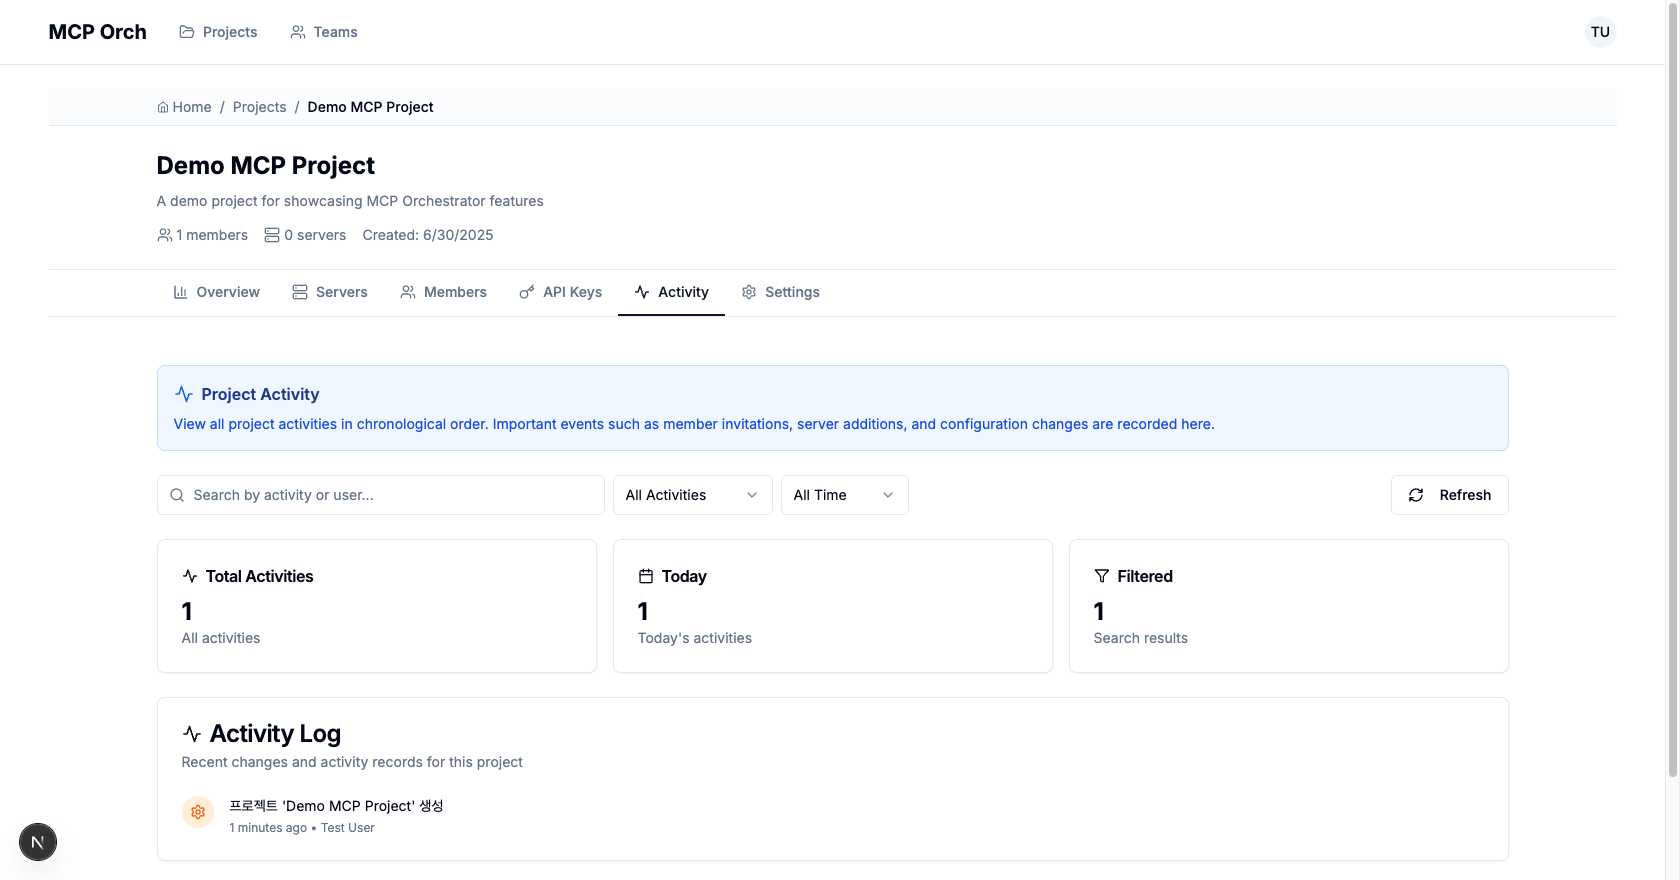 MCP Orch
Projects
Teams
TU
Home / Projects / Demo MCP Project
Demo MCP Project
A demo project for showcasing MCP Orchestrator features
1 members
0 servers
Created: 6/30/2025
Overview
Servers
Members
API Keys
Activity
Settings
Project Activity
View all project activities in chronological order. Important events such as member invitations, server additions, and configuration changes are recorded here.
Search by activity or user...
All Activities
All Time
Refresh
Total Activities
1
All activities
Today
1
Today's activities
Filtered
1
Search results
Activity Log
Recent changes and activity records for this project
프로젝트 'Demo MCP Project' 생성
1 minutes ago • Test User
N